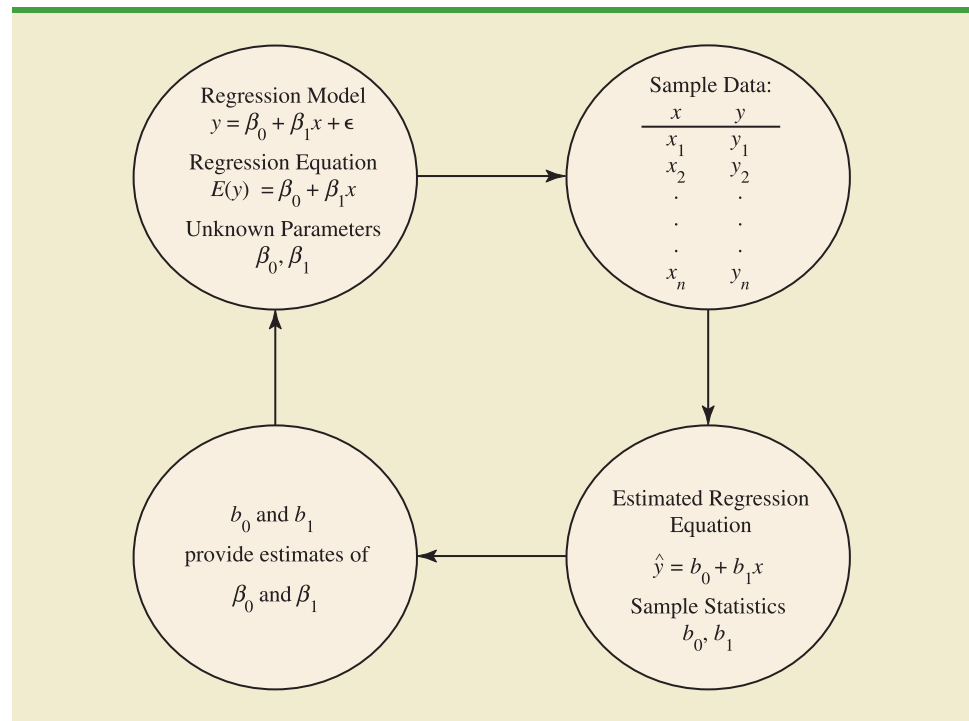 Regression Model
y = β₀ + β₁x + ϵ
Regression Equation
E(y) = β₀ + β₁x
Unknown Parameters
β₀, β₁
Sample Data:
x y
x₁ y₁
x₂ y₂
. .
. .
. .
xₙ yₙ
Estimated Regression
Equation
ŷ = b₀ + b₁x
Sample Statistics
b₀, b₁
b₀ and b₁
provide estimates of
β₀ and β₁